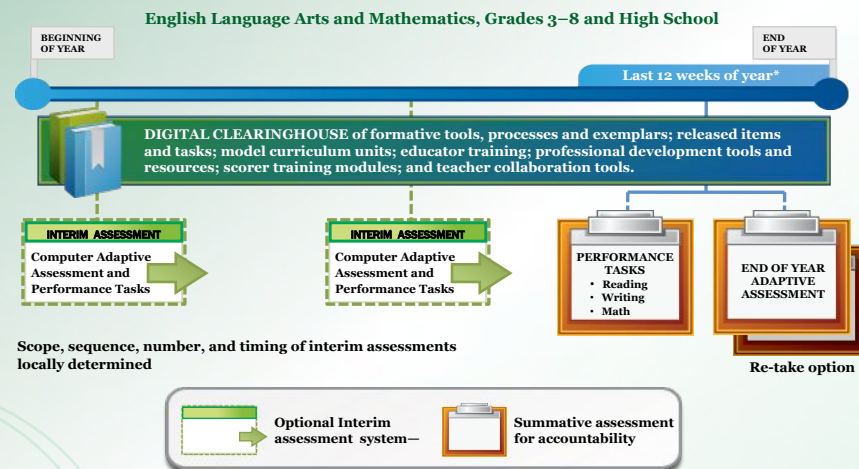 English Language Arts and Mathematics, Grades 3–8 and High School
BEGINNING
OF YEAR
END
OF YEAR
Last 12 weeks of year*
DIGITAL CLEARINGHOUSE of formative tools, processes and exemplars; released items
and tasks; model curriculum units; educator training; professional development tools and
resources; scorer training modules; and teacher collaboration tools.
INTERIM ASSESSMENT
Computer Adaptive
Assessment and
Performance Tasks
INTERIM ASSESSMENT
Computer Adaptive
Assessment and
Performance Tasks
PERFORMANCE
TASKS
• Reading
• Writing
• Math
END OF YEAR
ADAPTIVE
ASSESSMENT
Scope, sequence, number, and timing of interim assessments
locally determined
Re-take option
Optional Interim
assessment system—
Summative assessment
for accountability